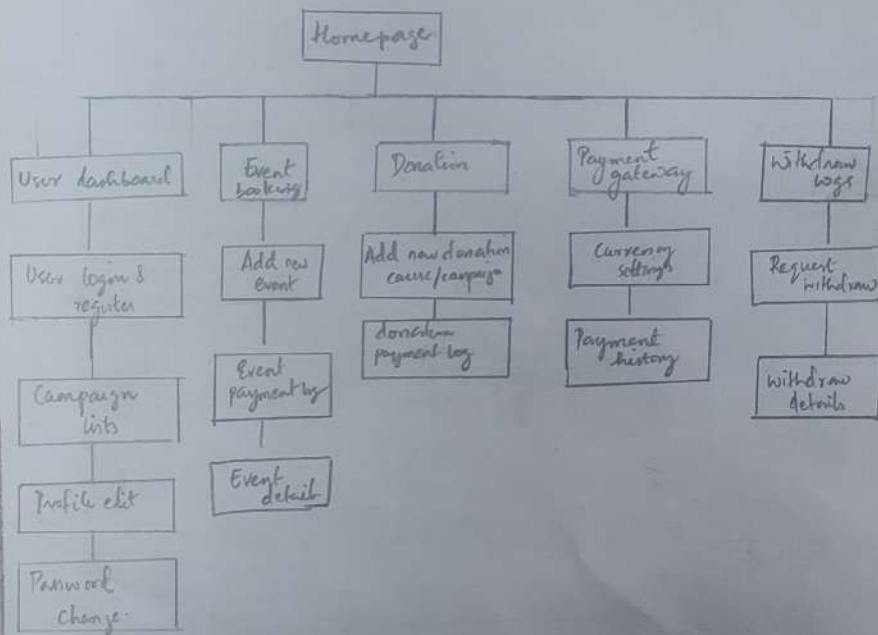 Homepage
User dashboard
Event
booking
Donation
Payment
gateway
Withdraw
logs
User login &
register
Add new
event
Add new donation
cause/campaign
Currency
settings
Request
withdraw
Campaign
lists
Event
payment log
donation
payment log
Payment
history
withdraw
details
Profile edit
Event
details
Password
change.